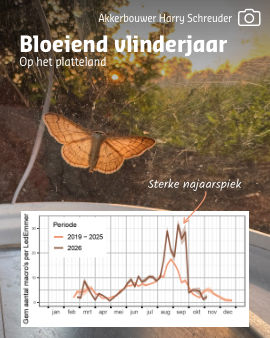 Akkerbouwer Harry Schreuder
Bloeiend vlinderjaar
Op het platteland
Sterke najaarspiek
Gem aantal macro's per LedEmmer
Periode
2019 – 2025
2026
jan feb mrt apr mei jun jul aug sep okt nov dec